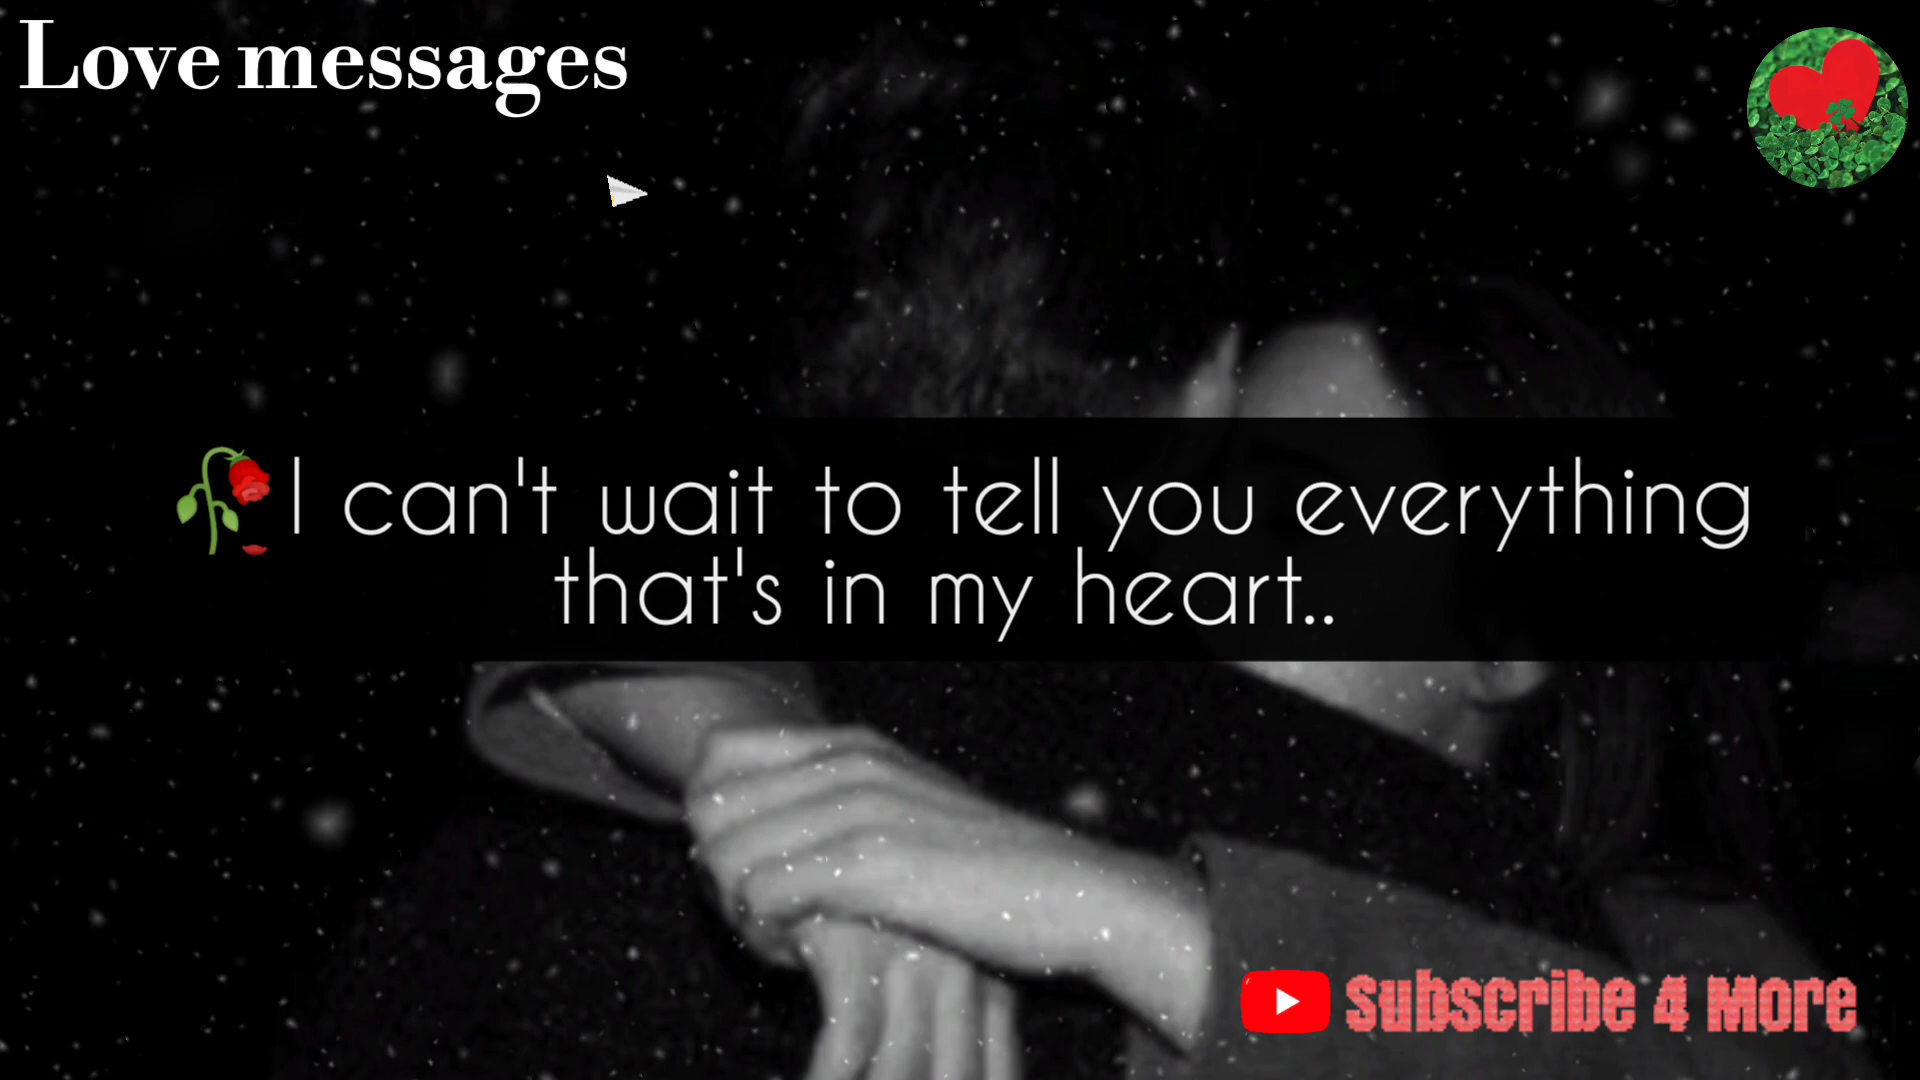 Love messages
🥀I can't wait to tell you everything
that's in my heart..
Subscribe 4 More